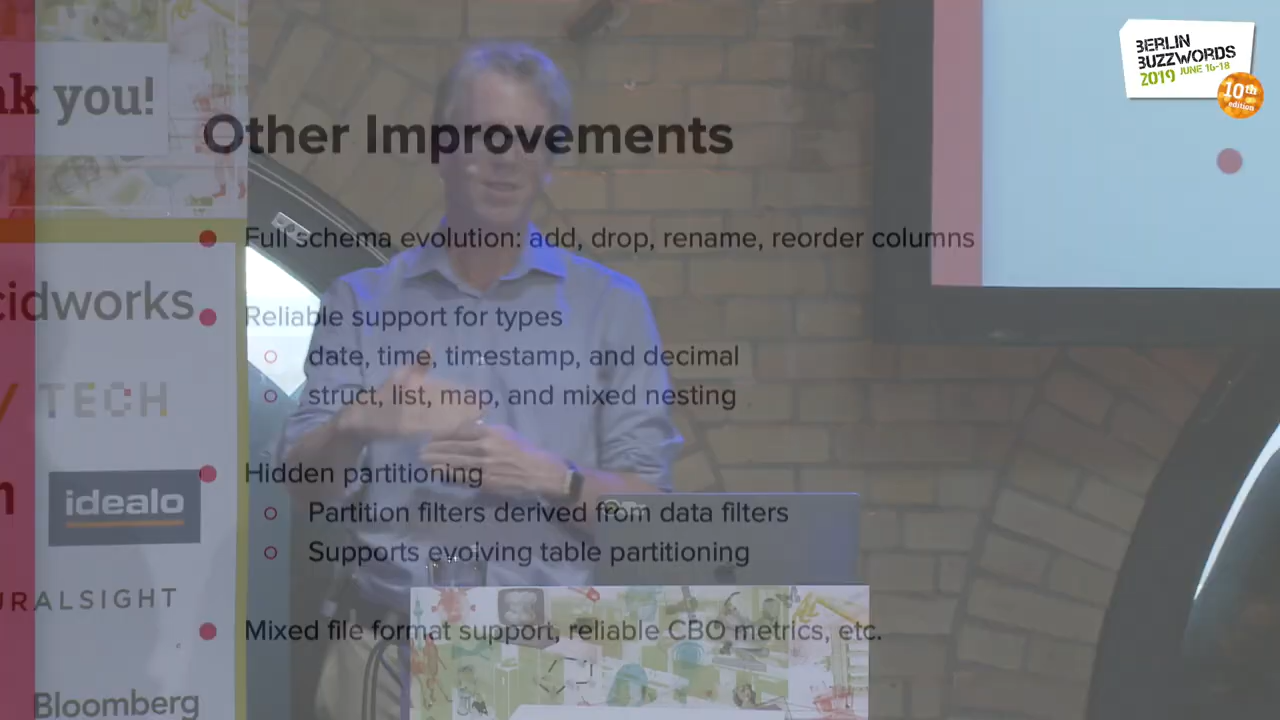 BERLIN
BUZZWORDS
2019 JUNE 16-18
10th
edition
nk you!
Other Improvements
Full schema evolution: add, drop, rename, reorder columns
cidworks
Reliable support for types
date, time, timestamp, and decimal
struct, list, map, and mixed nesting
TECH
Hidden partitioning
idealo
Partition filters derived from data filters
Supports evolving table partitioning
URALSIGHT
Mixed file format support, reliable CBO metrics, etc.
Bloomberg